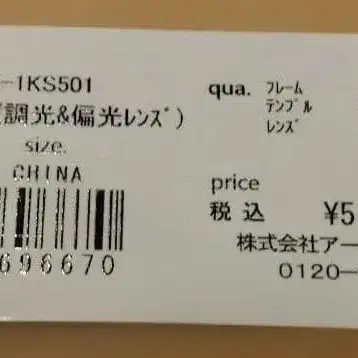 -1KS501
(調光&偏光レンズ)
size.
CHINA
696670
qua. フレーム
テンプル
レンズ
price
税込 ¥5
株式会社アー
0120-